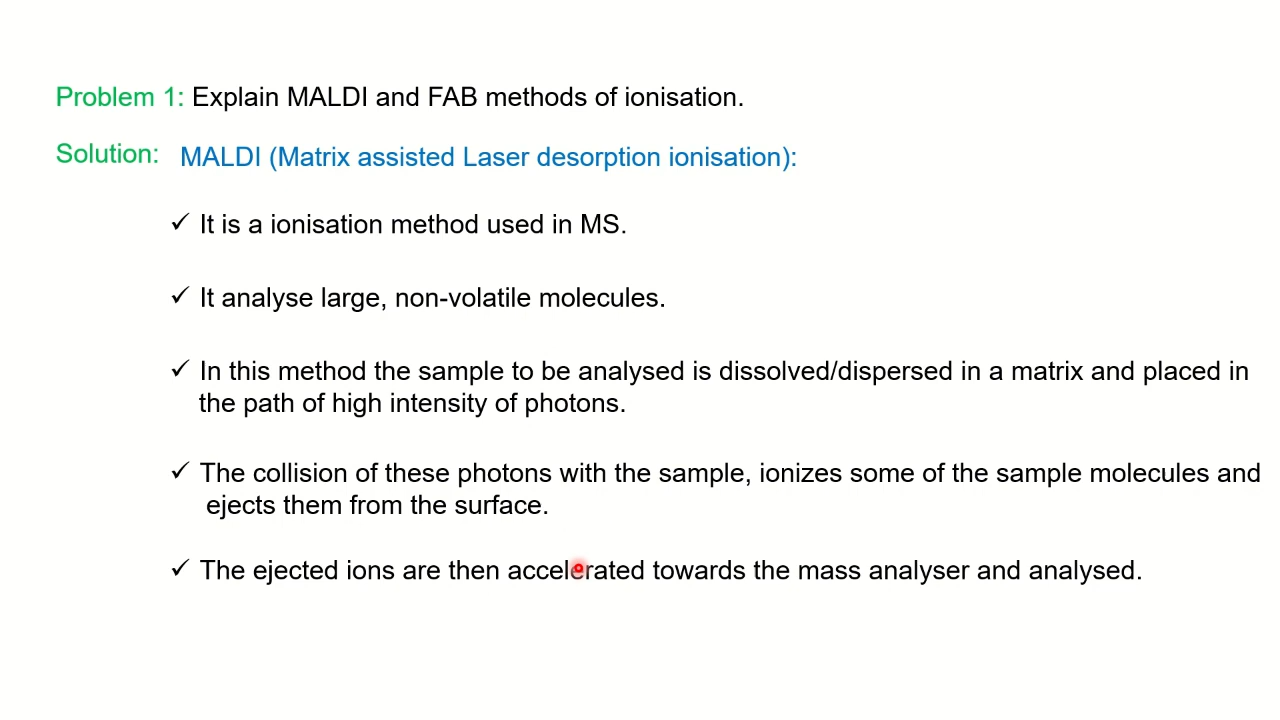 Problem 1: Explain MALDI and FAB methods of ionisation.
Solution: MALDI (Matrix assisted Laser desorption ionisation):
✓ It is a ionisation method used in MS.
✓ It analyse large, non-volatile molecules.
✓ In this method the sample to be analysed is dissolved/dispersed in a matrix and placed in
the path of high intensity of photons.
✓ The collision of these photons with the sample, ionizes some of the sample molecules and
ejects them from the surface.
✓ The ejected ions are then accelerated towards the mass analyser and analysed.